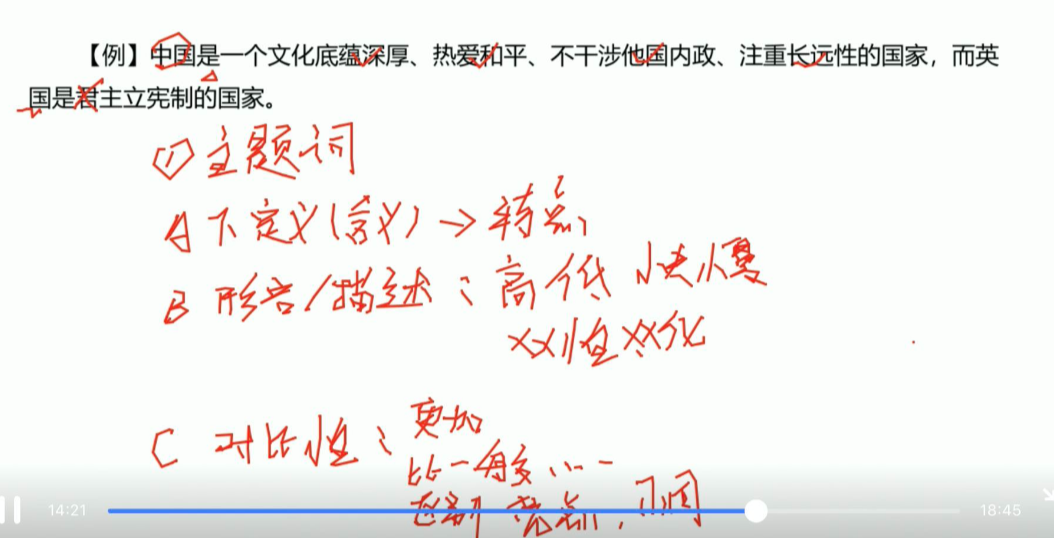 【例】中国是一个文化底蕴深厚、热爱和平、不干涉他国内政、注重长远性的国家，而英
国是君主立宪制的国家。
① 主题词
A 下定义(含义) → 特点
B 形容/描述：高低 快慢
XX性 XX化
C 对比性：更加
比一般多……
区别 优点
14:21
18:45